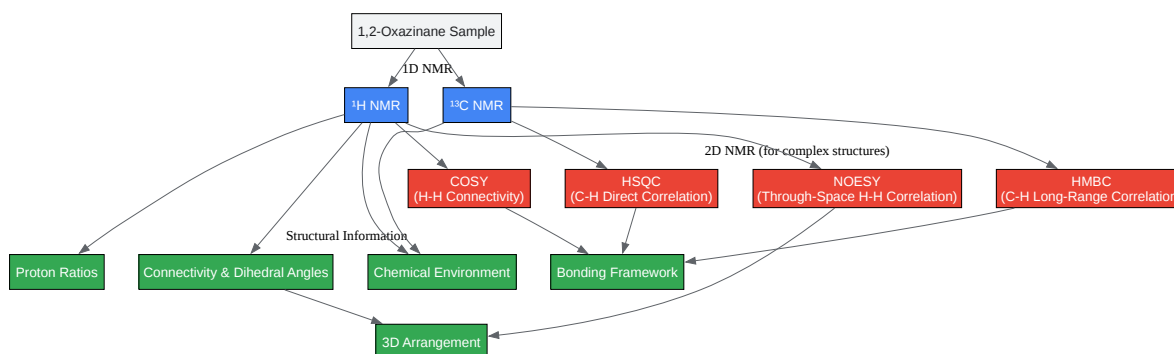 1,2-Oxazinane Sample
1D NMR
¹H NMR
¹³C NMR
2D NMR (for complex structures)
COSY
(H-H Connectivity)
HSQC
(C-H Direct Correlation)
NOESY
(Through-Space H-H Correlation)
HMBC
(C-H Long-Range Correlation
Structural Information
Proton Ratios
Connectivity & Dihedral Angles
Chemical Environment
Bonding Framework
3D Arrangement